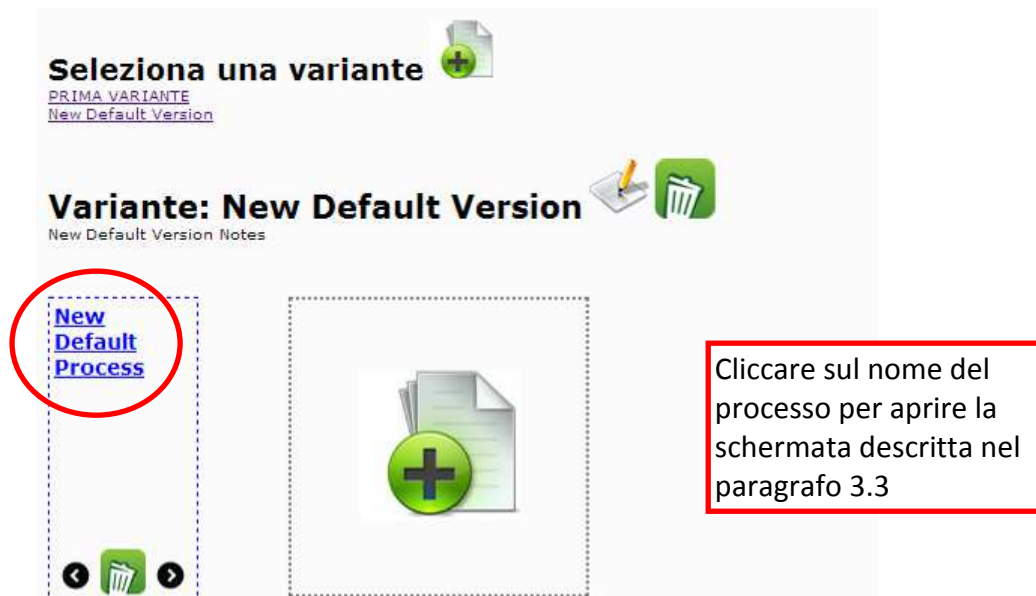 Seleziona una variante
PRIMA VARIANTE
New Default Version
Variante: New Default Version
New Default Version Notes
New
Default
Process
Cliccare sul nome del
processo per aprire la
schermata descritta nel
paragrafo 3.3